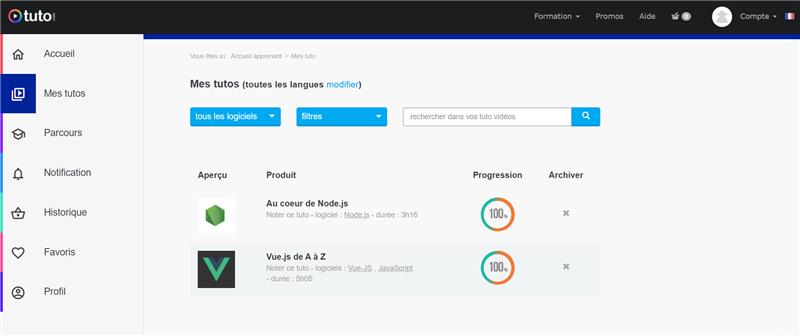 tuto.com
Formation Promos Aide 0 Compte
Accueil
Mes tutos
Parcours
Notification
Historique
Favoris
Profil
Vous êtes ici : Accueil apprenant > Mes tuto
Mes tutos (toutes les langues modifier)
tous les logiciels filtres rechercher dans vos tuto vidéos
Aperçu Produit Progression Archiver
Au coeur de Node.js
Noter ce tuto - logiciel : Node.js - durée : 3h16
100%
Vue.js de A à Z
Noter ce tuto - logiciels : Vue-JS , JavaScript
- durée : 5h05
100%